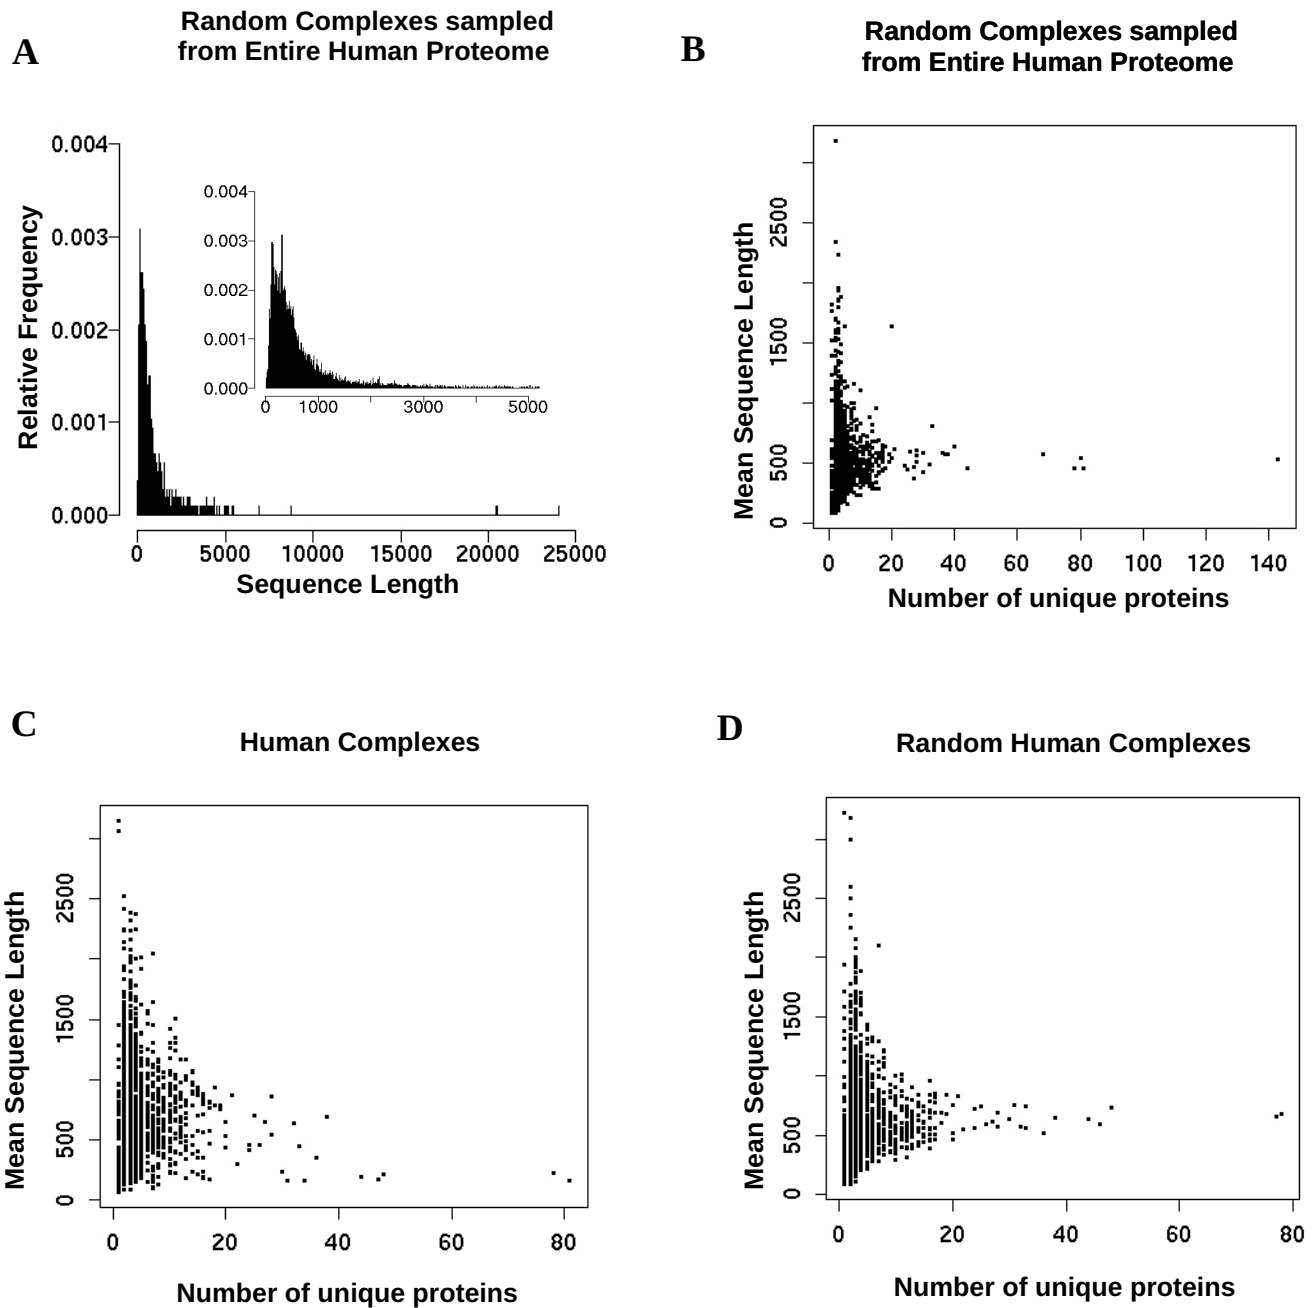 A
Random Complexes sampled
from Entire Human Proteome
Relative Frequency
0.004
0.003
0.002
0.001
0.000
0.004
0.003
0.002
0.001
0.000
0 1000 3000 5000
0 5000 10000 15000 20000 25000
Sequence Length
B
Random Complexes sampled
from Entire Human Proteome
Mean Sequence Length
2500
1500
500
0
0 20 40 60 80 100 120 140
Number of unique proteins
C
Human Complexes
Mean Sequence Length
2500
1500
500
0
0 20 40 60 80
Number of unique proteins
D
Random Human Complexes
Mean Sequence Length
2500
1500
500
0
0 20 40 60 80
Number of unique proteins